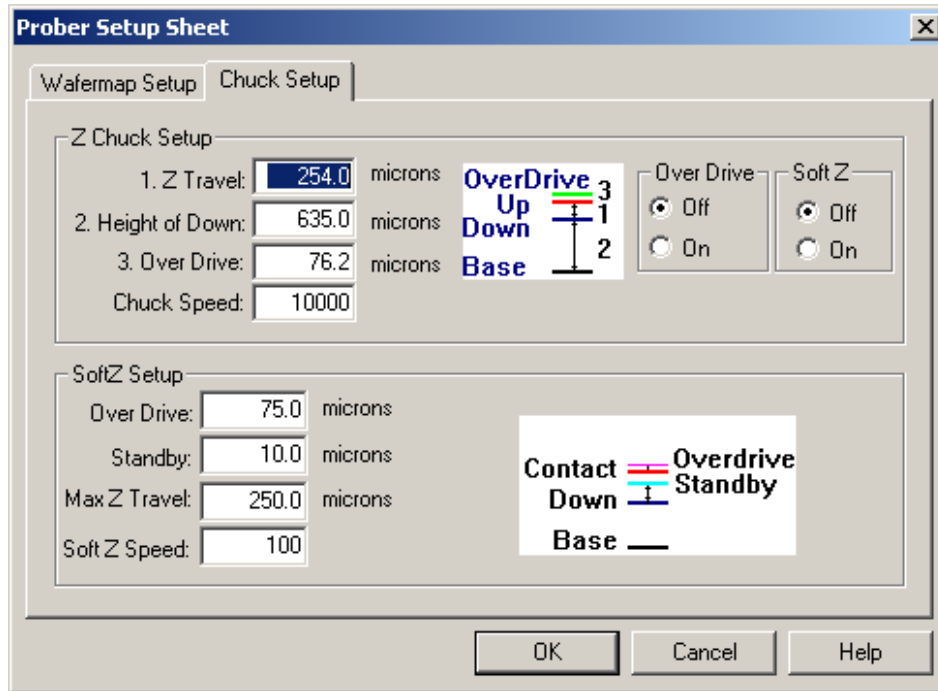 Prober Setup Sheet
Wafermap Setup
Chuck Setup
Z Chuck Setup
1. Z Travel: 254.0 microns
2. Height of Down: 635.0 microns
3. Over Drive: 76.2 microns
Chuck Speed: 10000
OverDrive 3
Up 1
Down
2
Base
Over Drive
Off
On
Soft Z
Off
On
SoftZ Setup
Over Drive: 75.0 microns
Standby: 10.0 microns
Max Z Travel: 250.0 microns
Soft Z Speed: 100
Contact Overdrive
Down Standby
Base
OK Cancel Help